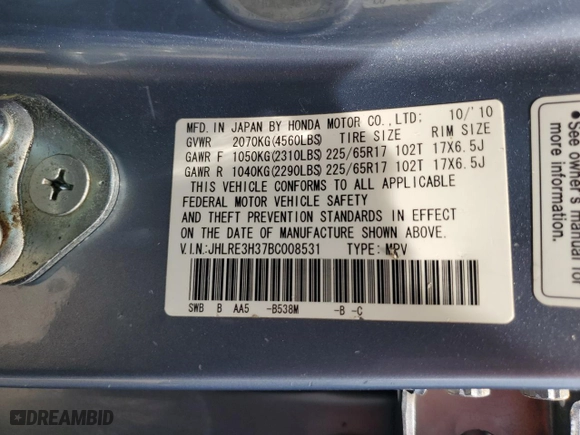 MFD. IN JAPAN BY HONDA MOTOR CO.,LTD; 10/'10
GVWR 2070KG(4560LBS) TIRE SIZE RIM SIZE
GAWR F 1050KG(2310LBS) 225/65R17 102T 17X6.5J
GAWR R 1040KG(2290LBS) 225/65R17 102T 17X6.5J
THIS VEHICLE CONFORMS TO ALL APPLICABLE
FEDERAL MOTOR VEHICLE SAFETY
AND THEFT PREVENTION STANDARDS IN EFFECT
ON THE DATE OF MANUFACTURE SHOWN ABOVE.
V.I.N:JHLRE3H37BC008531 TYPE: MPV
SWB B AA5 -B538M -B -C
• See owner's manual for
more information.
DREAMBID